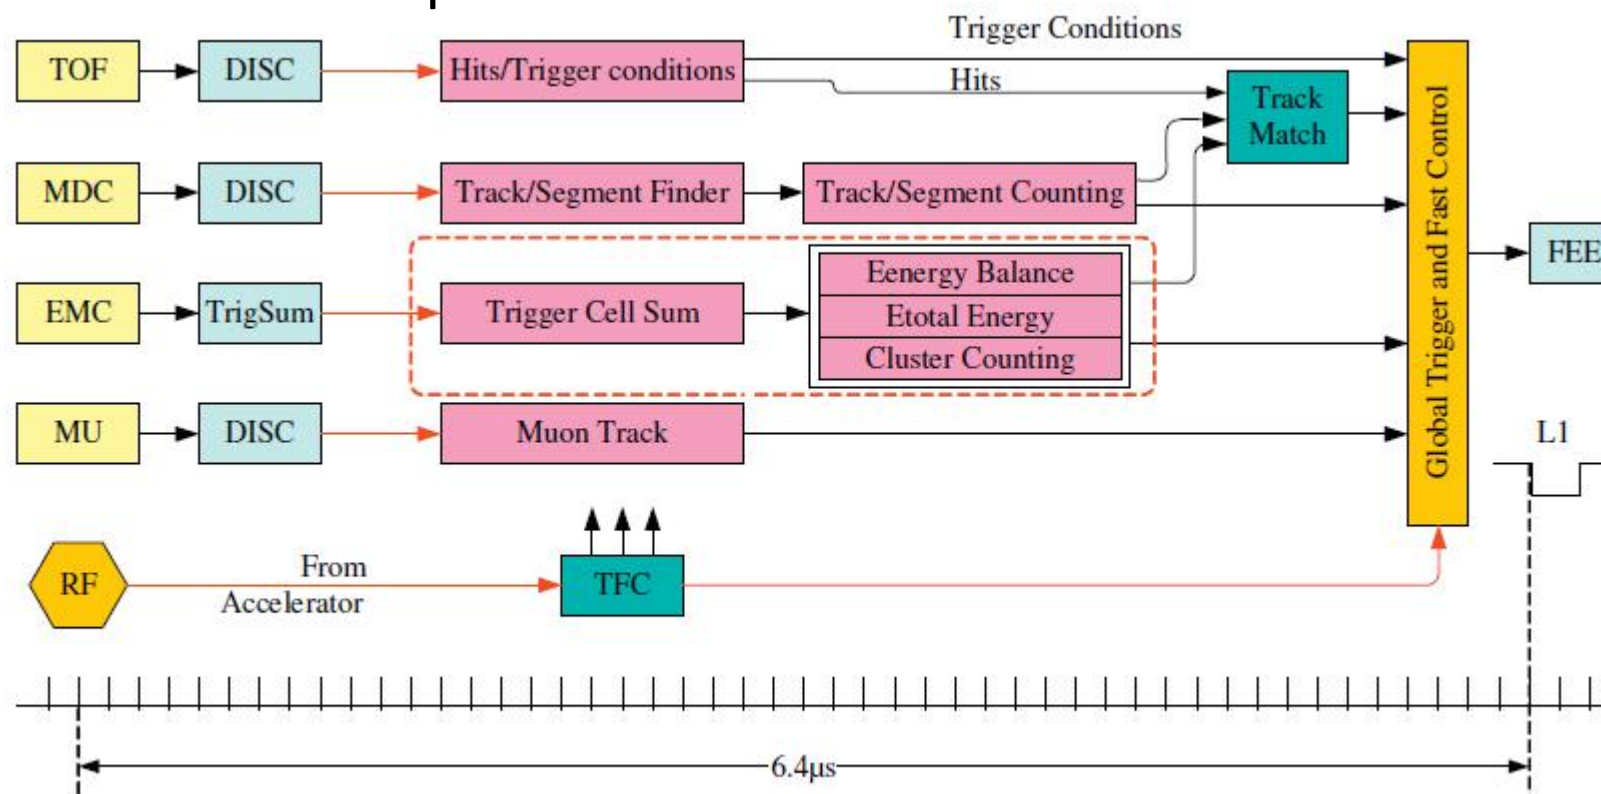 Trigger Conditions
TOF
DISC
Hits/Trigger conditions
Hits
Track
Match
MDC
DISC
Track/Segment Finder
Track/Segment Counting
Eenergy Balance
EMC
TrigSum
Trigger Cell Sum
Etotal Energy
Cluster Counting
MU
DISC
Muon Track
Global Trigger and Fast Control
FEE
L1
RF
From
Accelerator
TFC
6.4μs